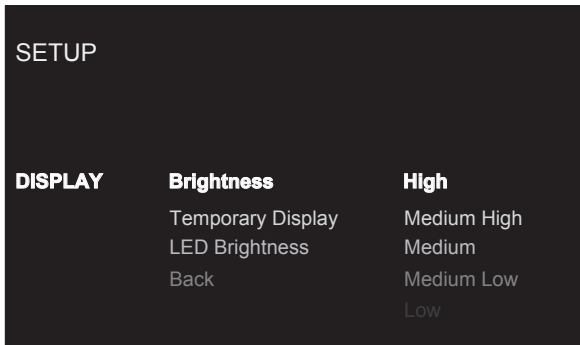 SETUP
DISPLAY Brightness High
Temporary Display Medium High
LED Brightness Medium
Back Medium Low
Low